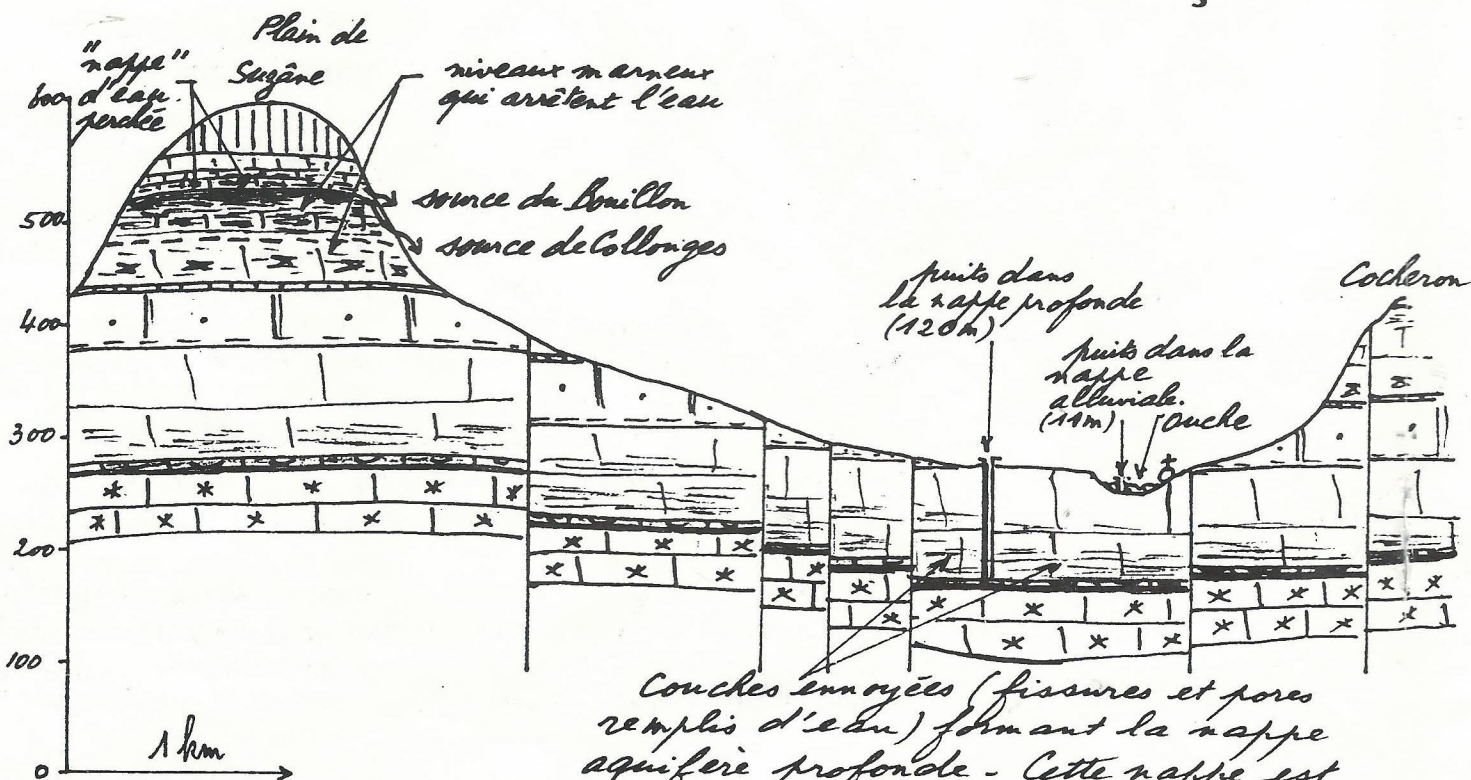 "nappe"
d'eau
perchée
Plain de
Suzâne
niveaux marneux
qui arrêtent l'eau
source du Bouillon
source de Collonges
puits dans
la nappe profonde
(120m)
puits dans la
nappe
alluviale.
(11m)
Ouche
Cocheron
600
500
400
300
200
100
0
1 km
Couches ennoyées (fissures et pores
remplis d'eau) formant la nappe
aquifère profonde - Cette nappe est